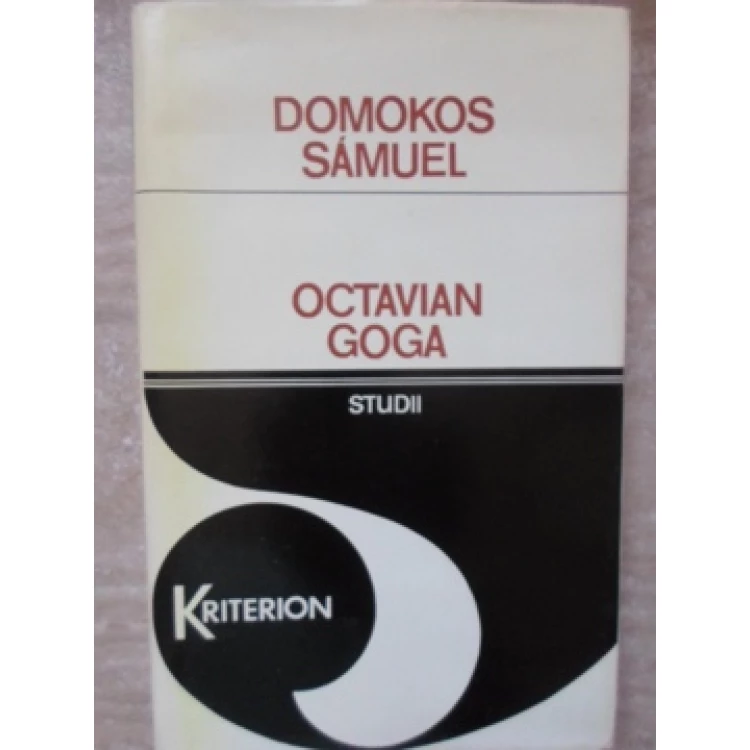 DOMOKOS
SÁMUEL
OCTAVIAN
GOGA
STUDII
KRITERION